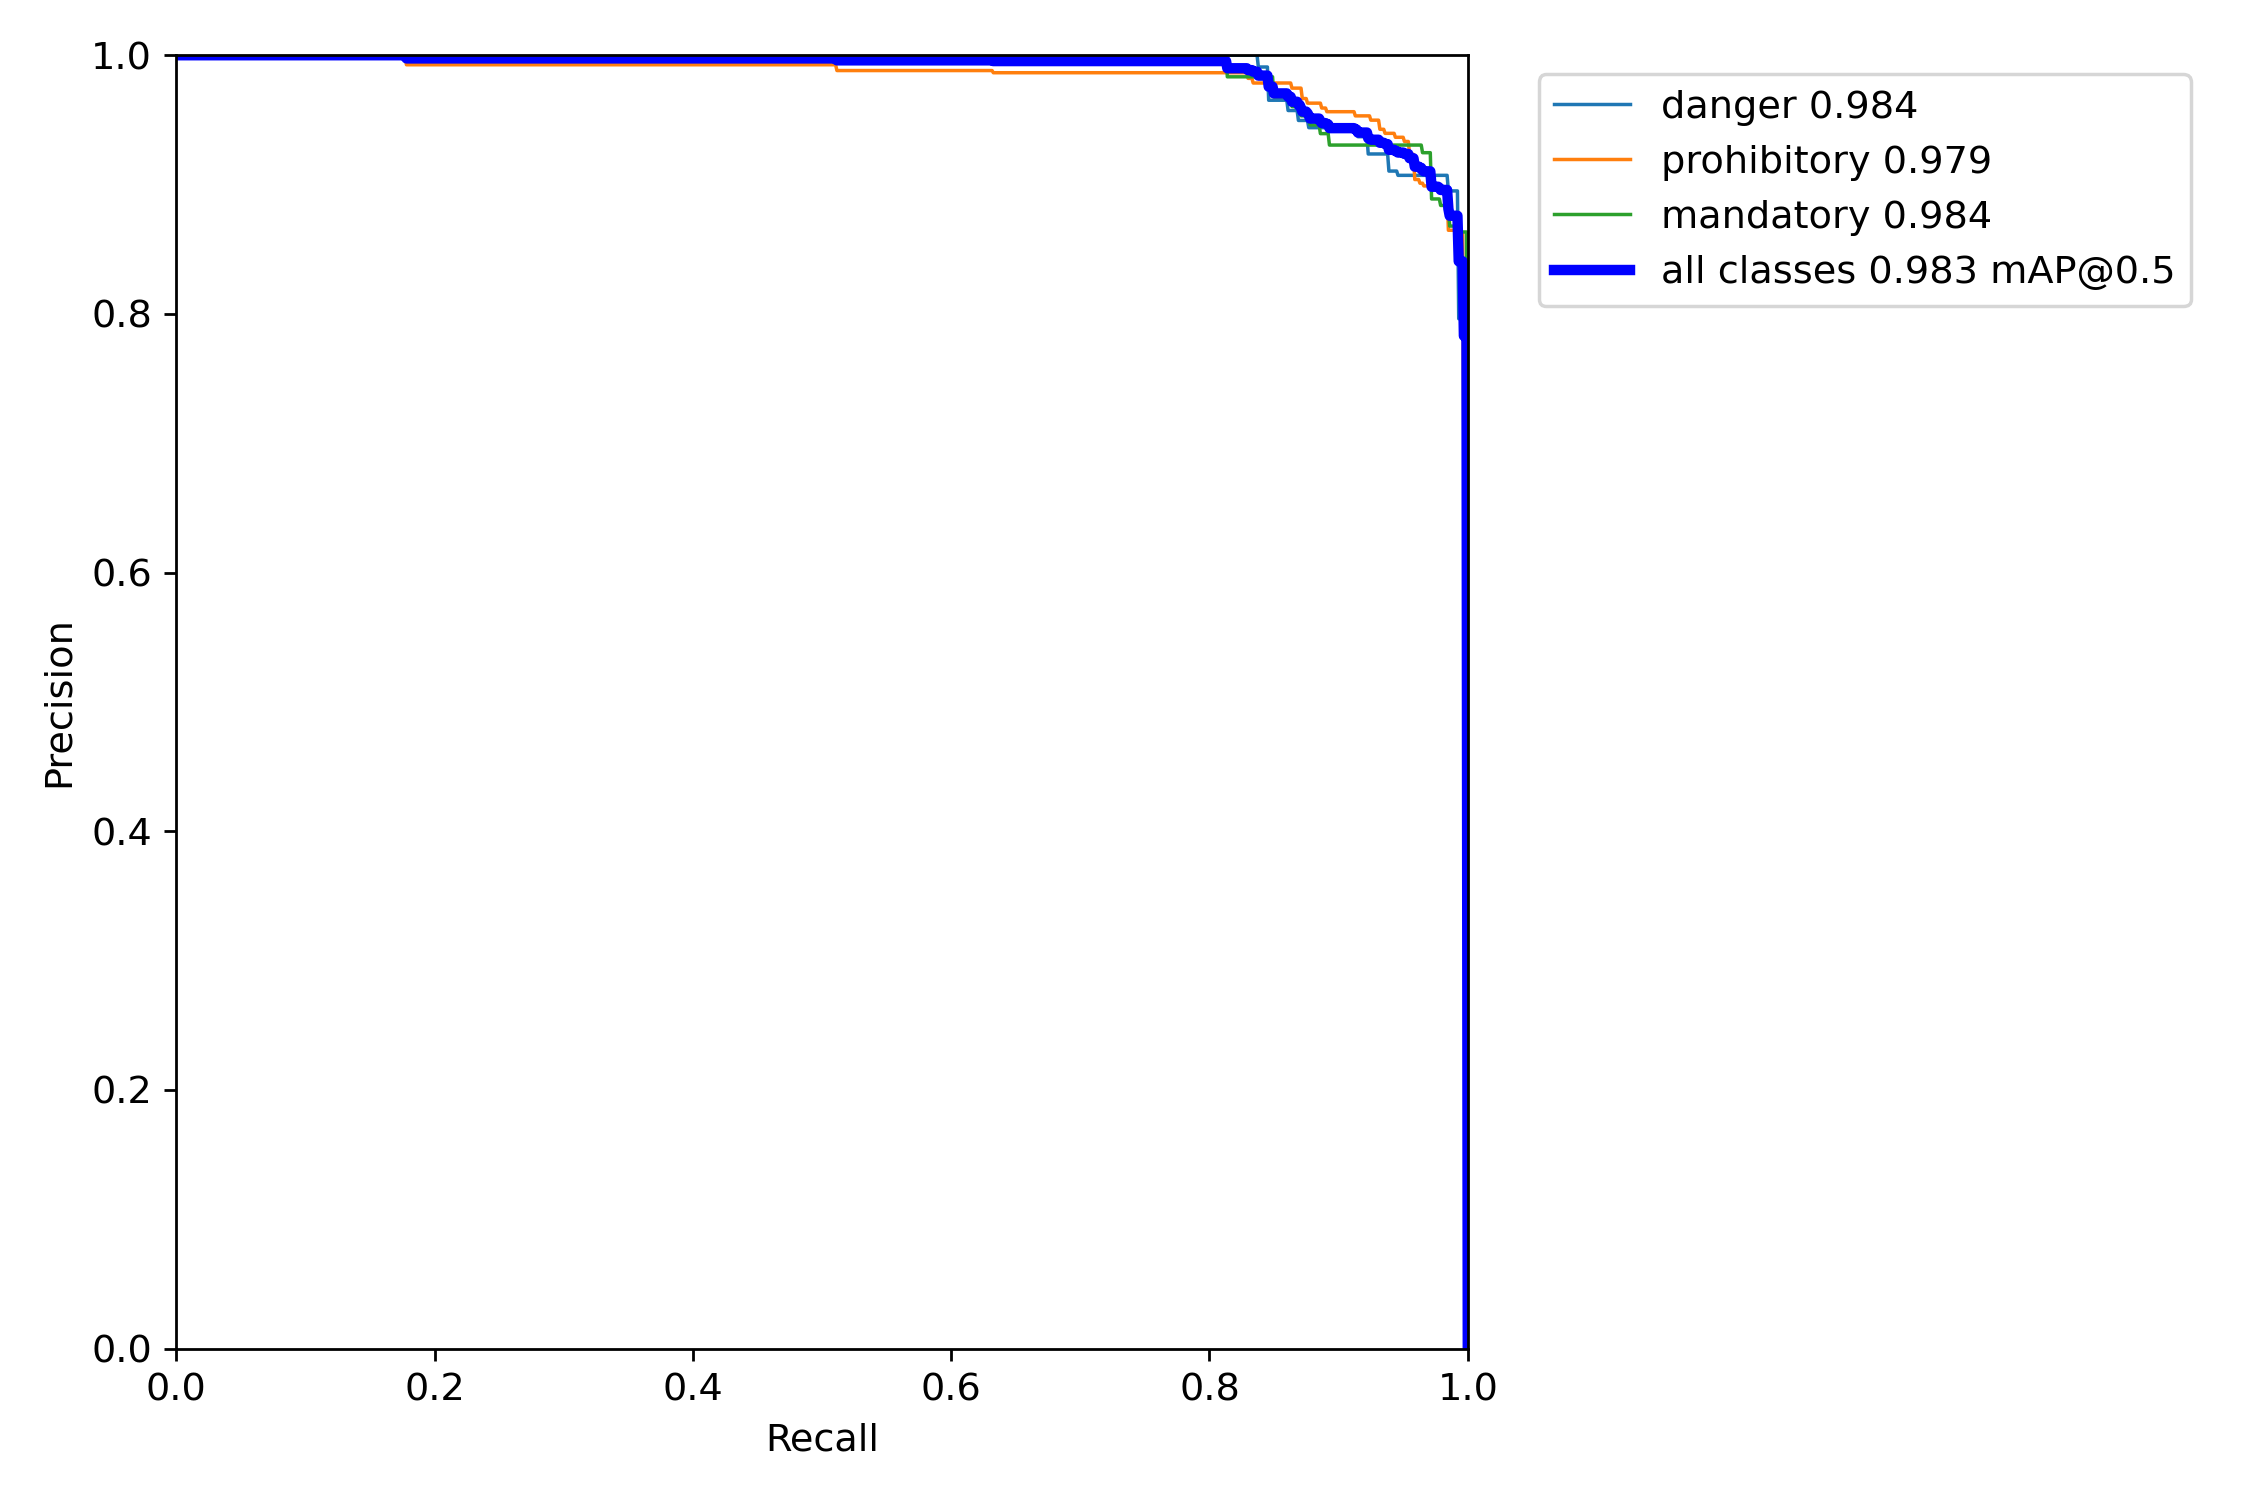 1.0
0.8
0.6
0.4
0.2
0.0
Precision
0.0 0.2 0.4 0.6 0.8 1.0
Recall
danger 0.984
prohibitory 0.979
mandatory 0.984
all classes 0.983 mAP@0.5